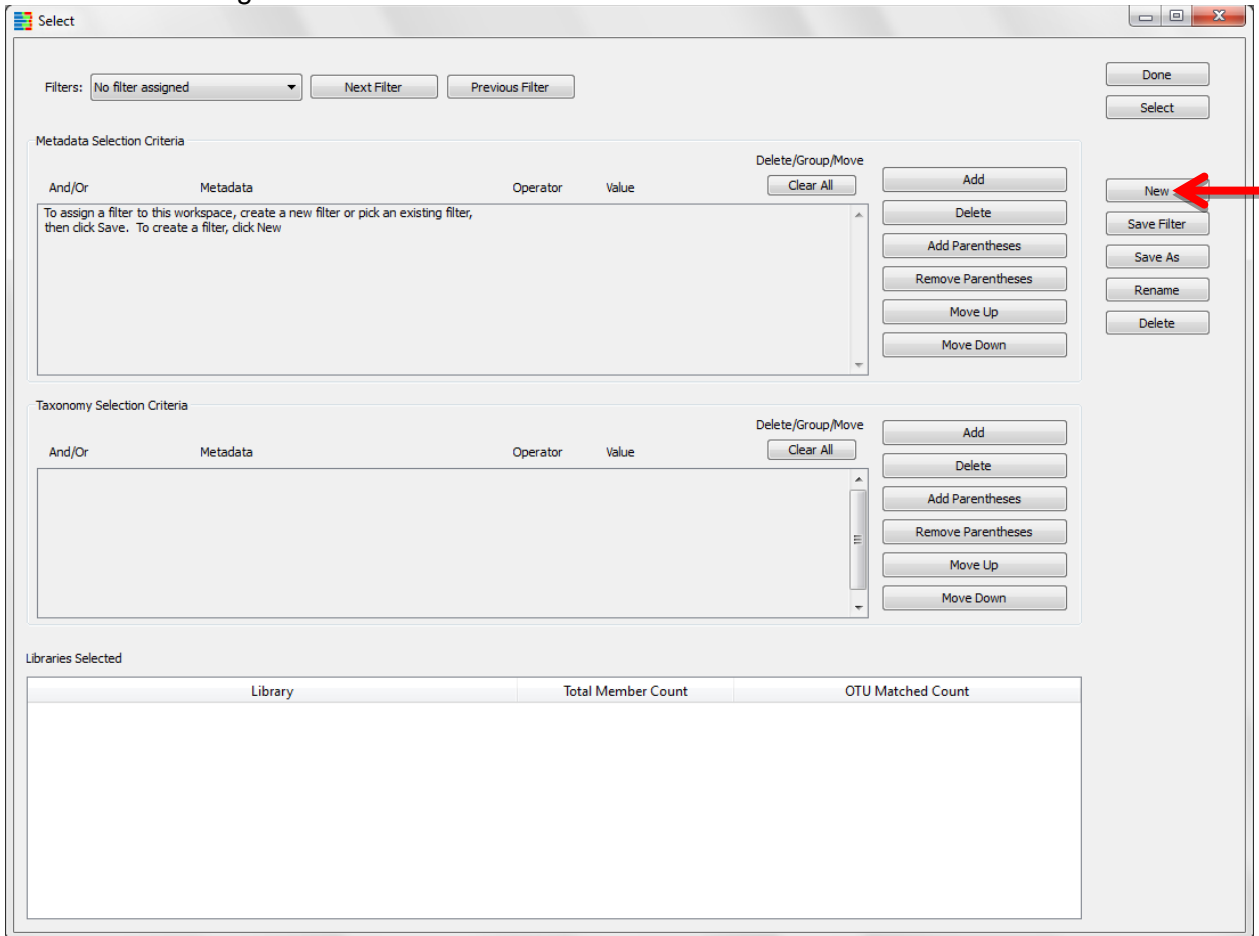 Select
Filters: No filter assigned Next Filter Previous Filter
Done
Select
Metadata Selection Criteria
Delete/Group/Move
And/Or Metadata Operator Value Clear All
To assign a filter to this workspace, create a new filter or pick an existing filter,
then click Save. To create a filter, click New
Add
Delete
Add Parentheses
Remove Parentheses
Move Up
Move Down
New
Save Filter
Save As
Rename
Delete
Taxonomy Selection Criteria
Delete/Group/Move
And/Or Metadata Operator Value Clear All
Add
Delete
Add Parentheses
Remove Parentheses
Move Up
Move Down
Libraries Selected
Library Total Member Count OTU Matched Count